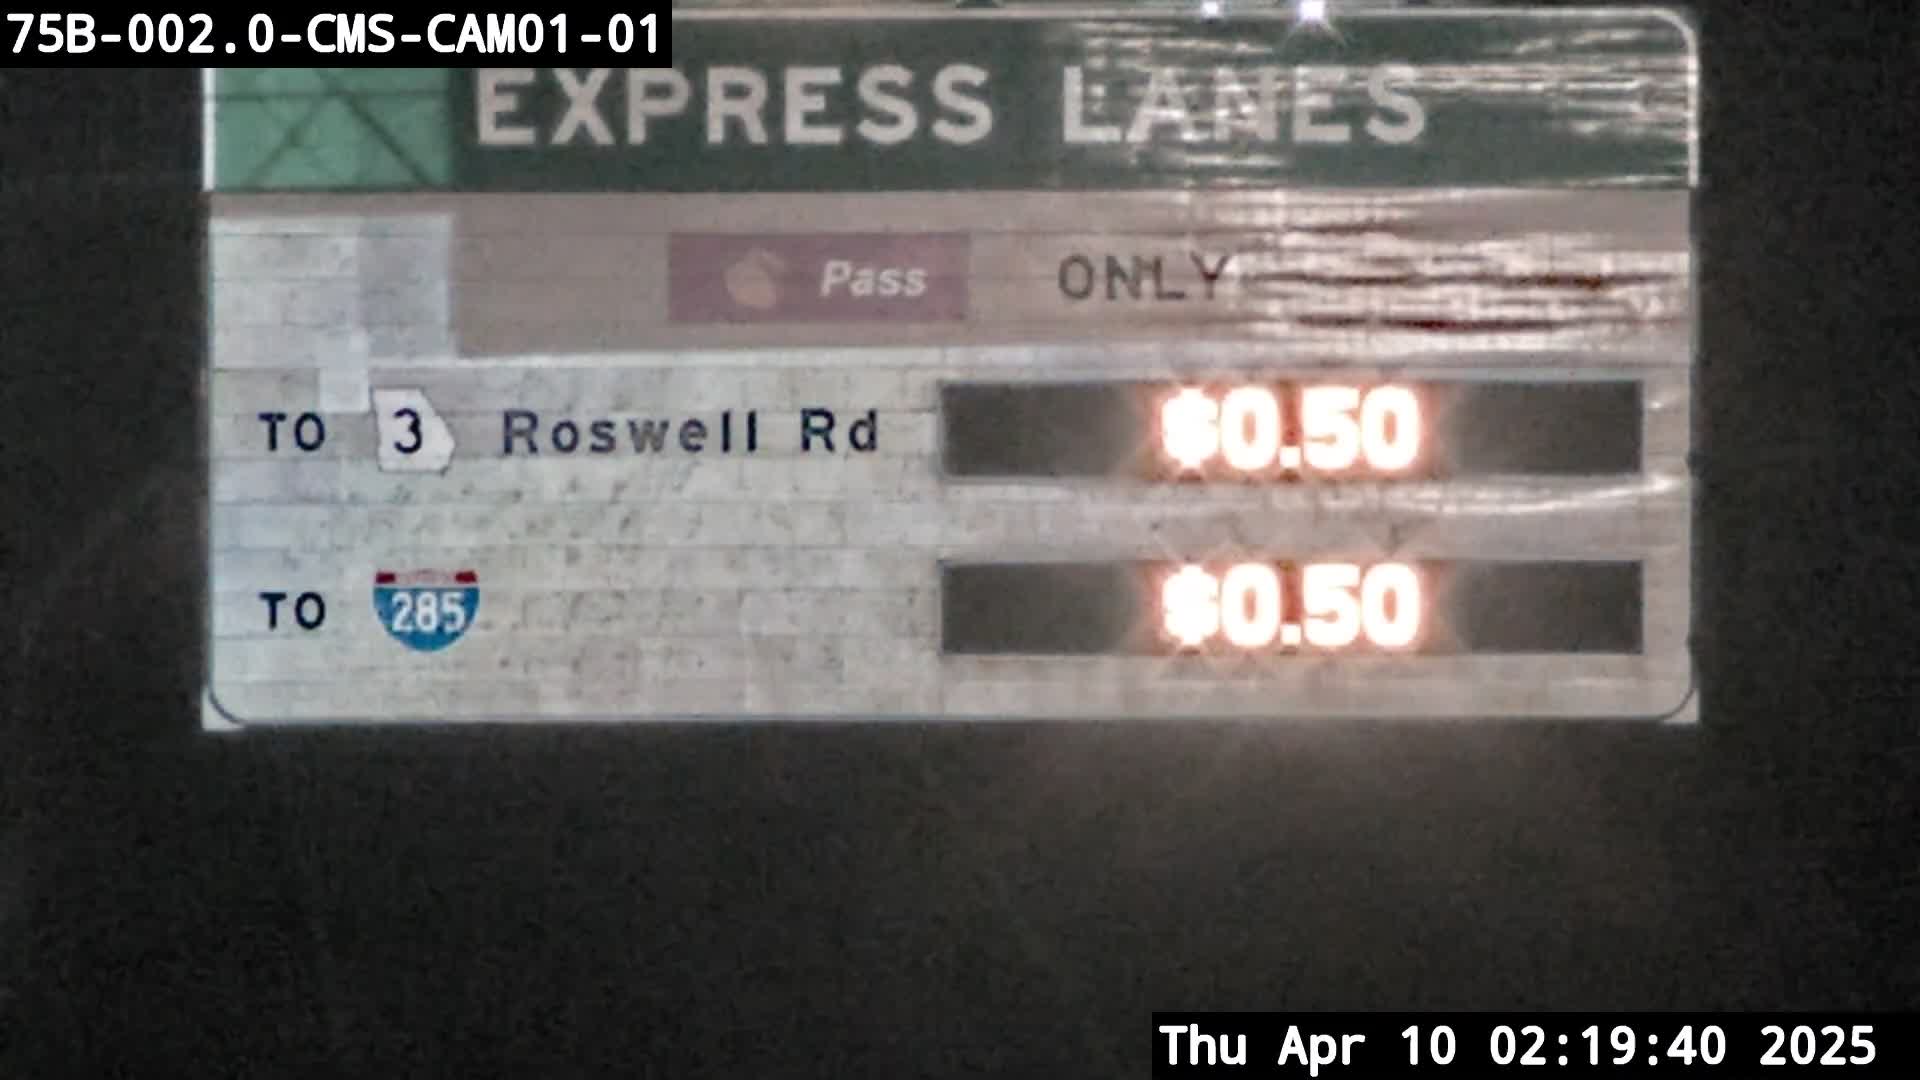 75B-002.0-CMS-CAM01-01
EXPRESS LANES
Pass ONLY
TO 3 Roswell Rd $0.50
TO 285 $0.50
Thu Apr 10 02:19:40 2025